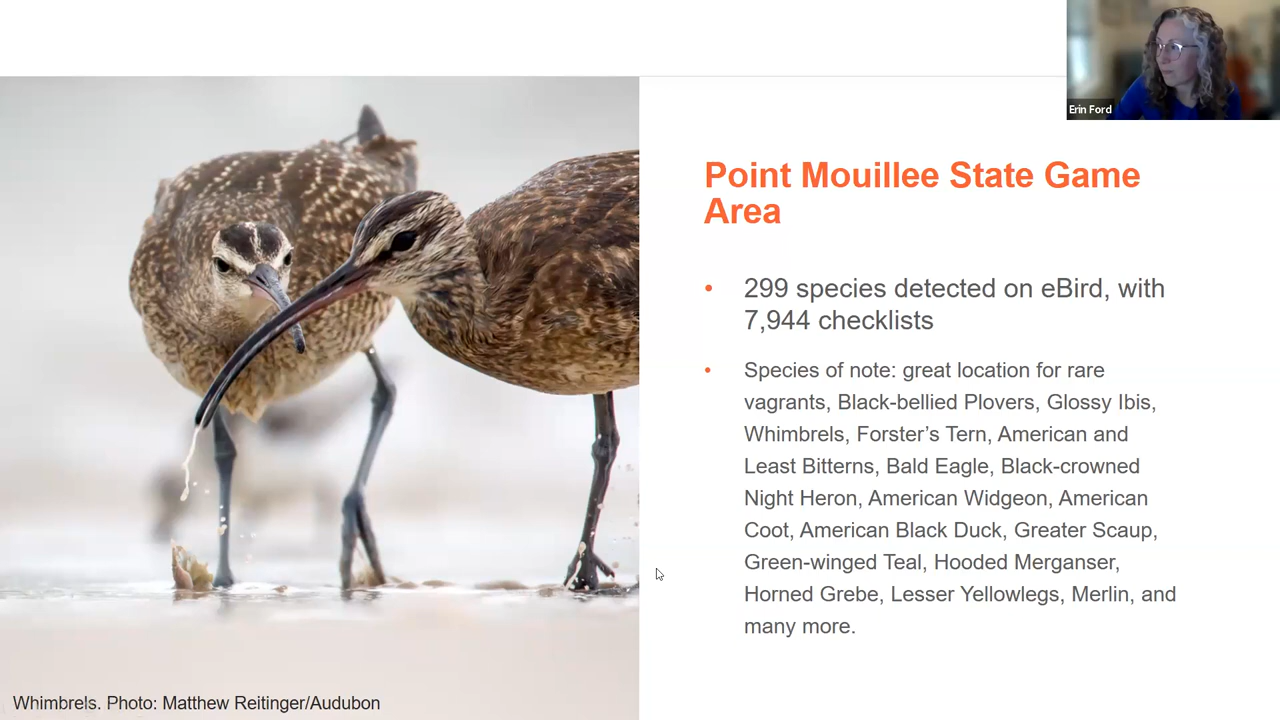 Erin Ford
Point Mouillee State Game
Area
• 299 species detected on eBird, with
7,944 checklists
• Species of note: great location for rare
vagrants, Black-bellied Plovers, Glossy Ibis,
Whimbrels, Forster’s Tern, American and
Least Bitterns, Bald Eagle, Black-crowned
Night Heron, American Widgeon, American
Coot, American Black Duck, Greater Scaup,
Green-winged Teal, Hooded Merganser,
Horned Grebe, Lesser Yellowlegs, Merlin, and
many more.
Whimbrels. Photo: Matthew Reitinger/Audubon